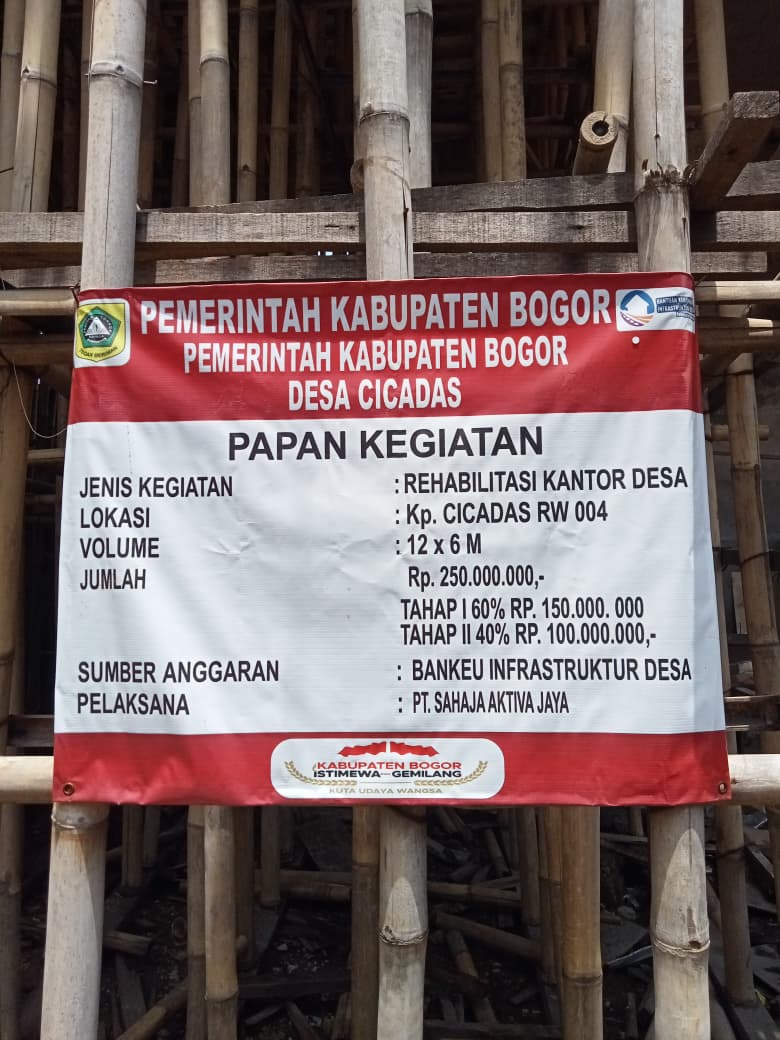 PEMERINTAH KABUPATEN BOGOR
PEMERINTAH KABUPATEN BOGOR
DESA CICADAS
TEGAR BERIMAN
BANTUAN
PAPAN KEGIATAN
JENIS KEGIATAN : REHABILITASI KANTOR DESA
LOKASI : Kp. CICADAS RW 004
VOLUME : 12 x 6 M
JUMLAH Rp. 250.000.000,-
TAHAP I 60% RP. 150.000. 000
TAHAP II 40% RP. 100.000.000,-
SUMBER ANGGARAN : BANKEU INFRASTRUKTUR DESA
PELAKSANA : PT. SAHAJA AKTIVA JAYA
KABUPATEN BOGOR
ISTIMEWA GEMILANG
KUTA UDAYA WANGSA